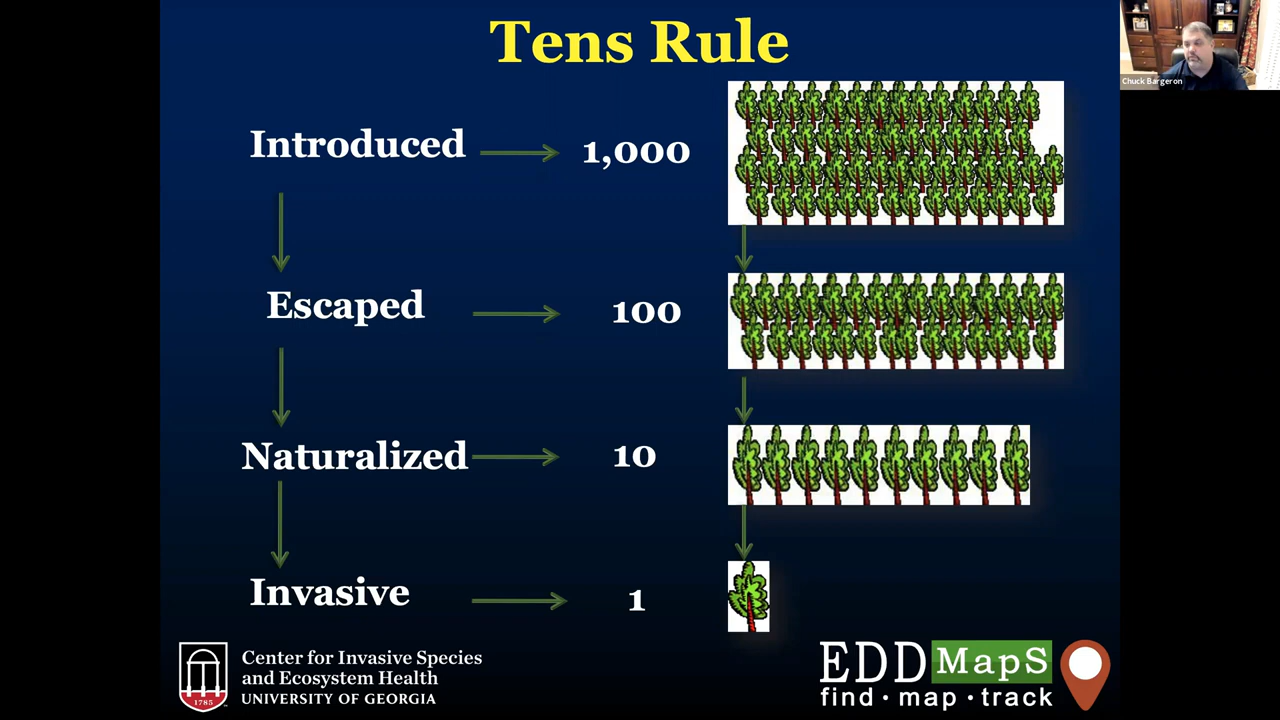 Tens Rule
Chuck Bargeron
Introduced
1,000
Escaped
100
Naturalized
10
Invasive
1
1785
Center for Invasive Species
and Ecosystem Health
UNIVERSITY OF GEORGIA
EDDMapS
find · map · track